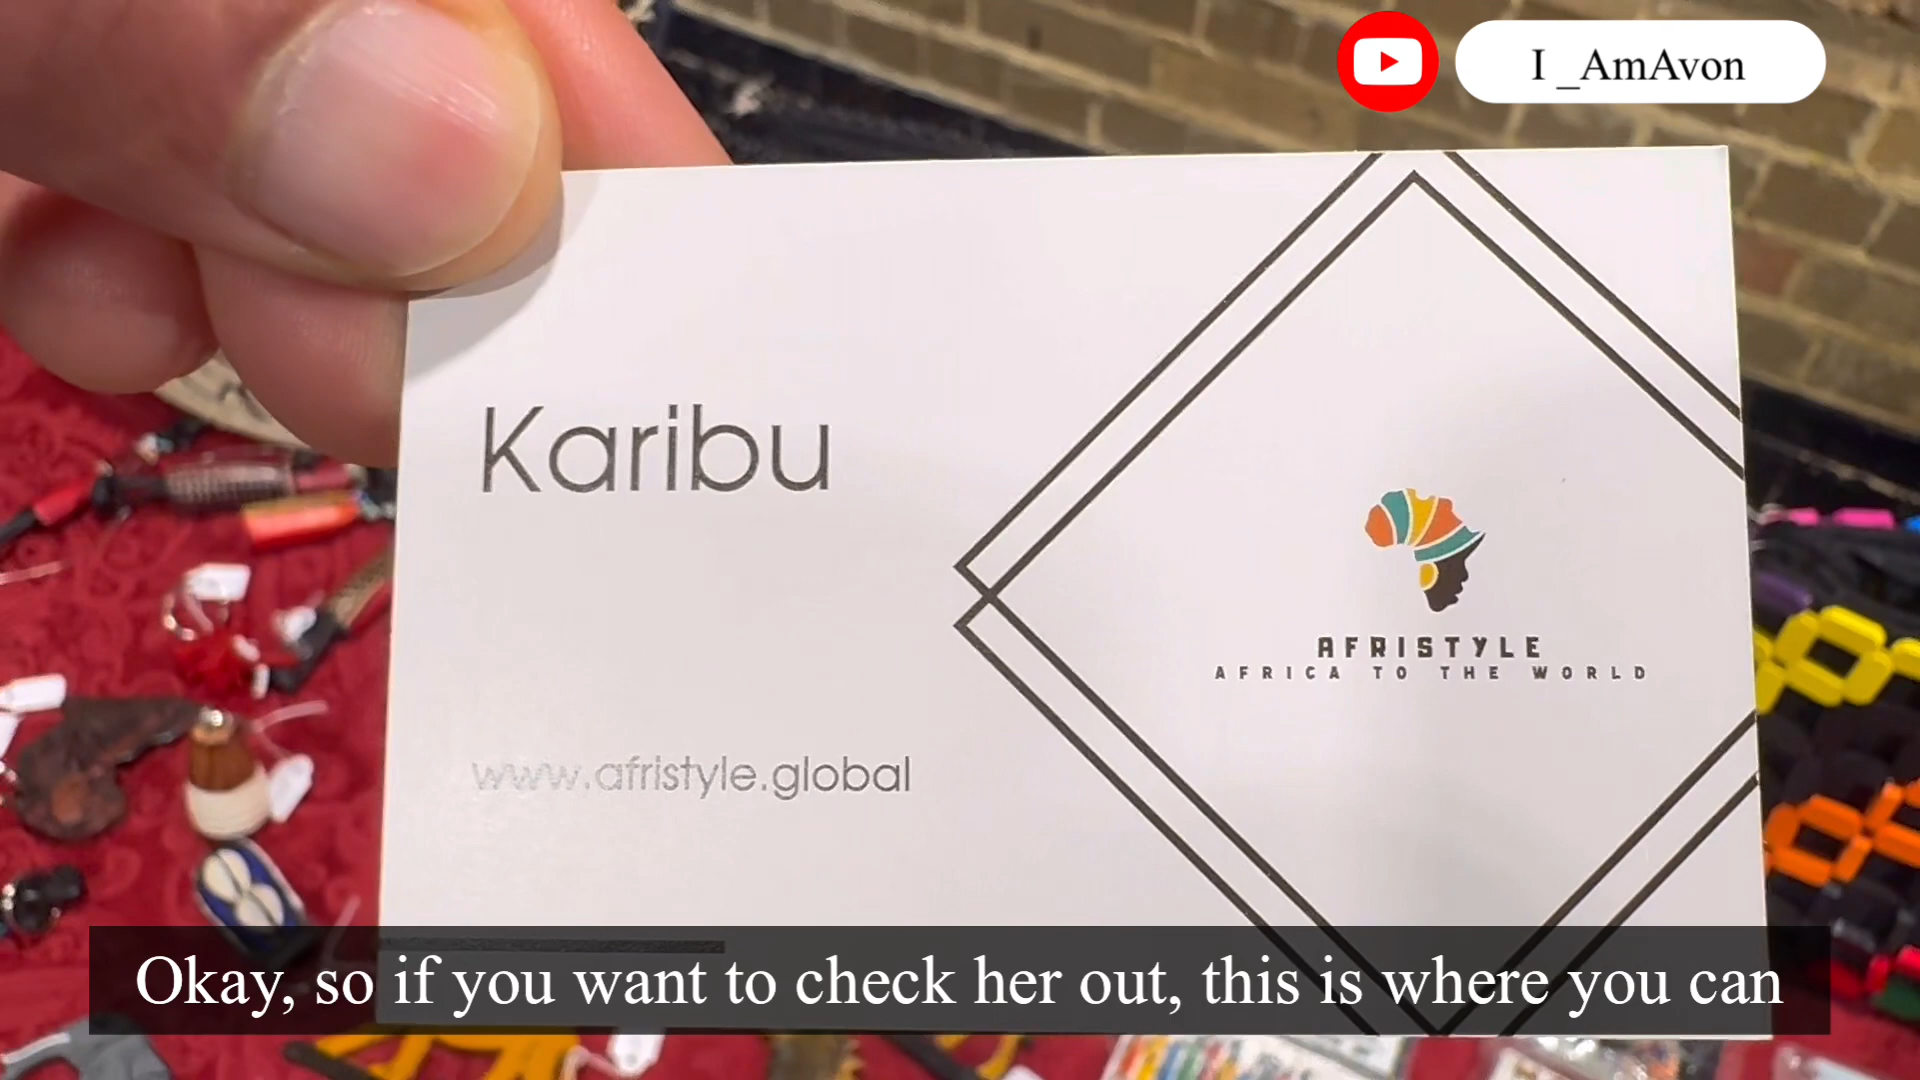 I _AmAvon
Karibu
AFRISTYLE
AFRICA TO THE WORLD
www.afristyle.global
Okay, so if you want to check her out, this is where you can